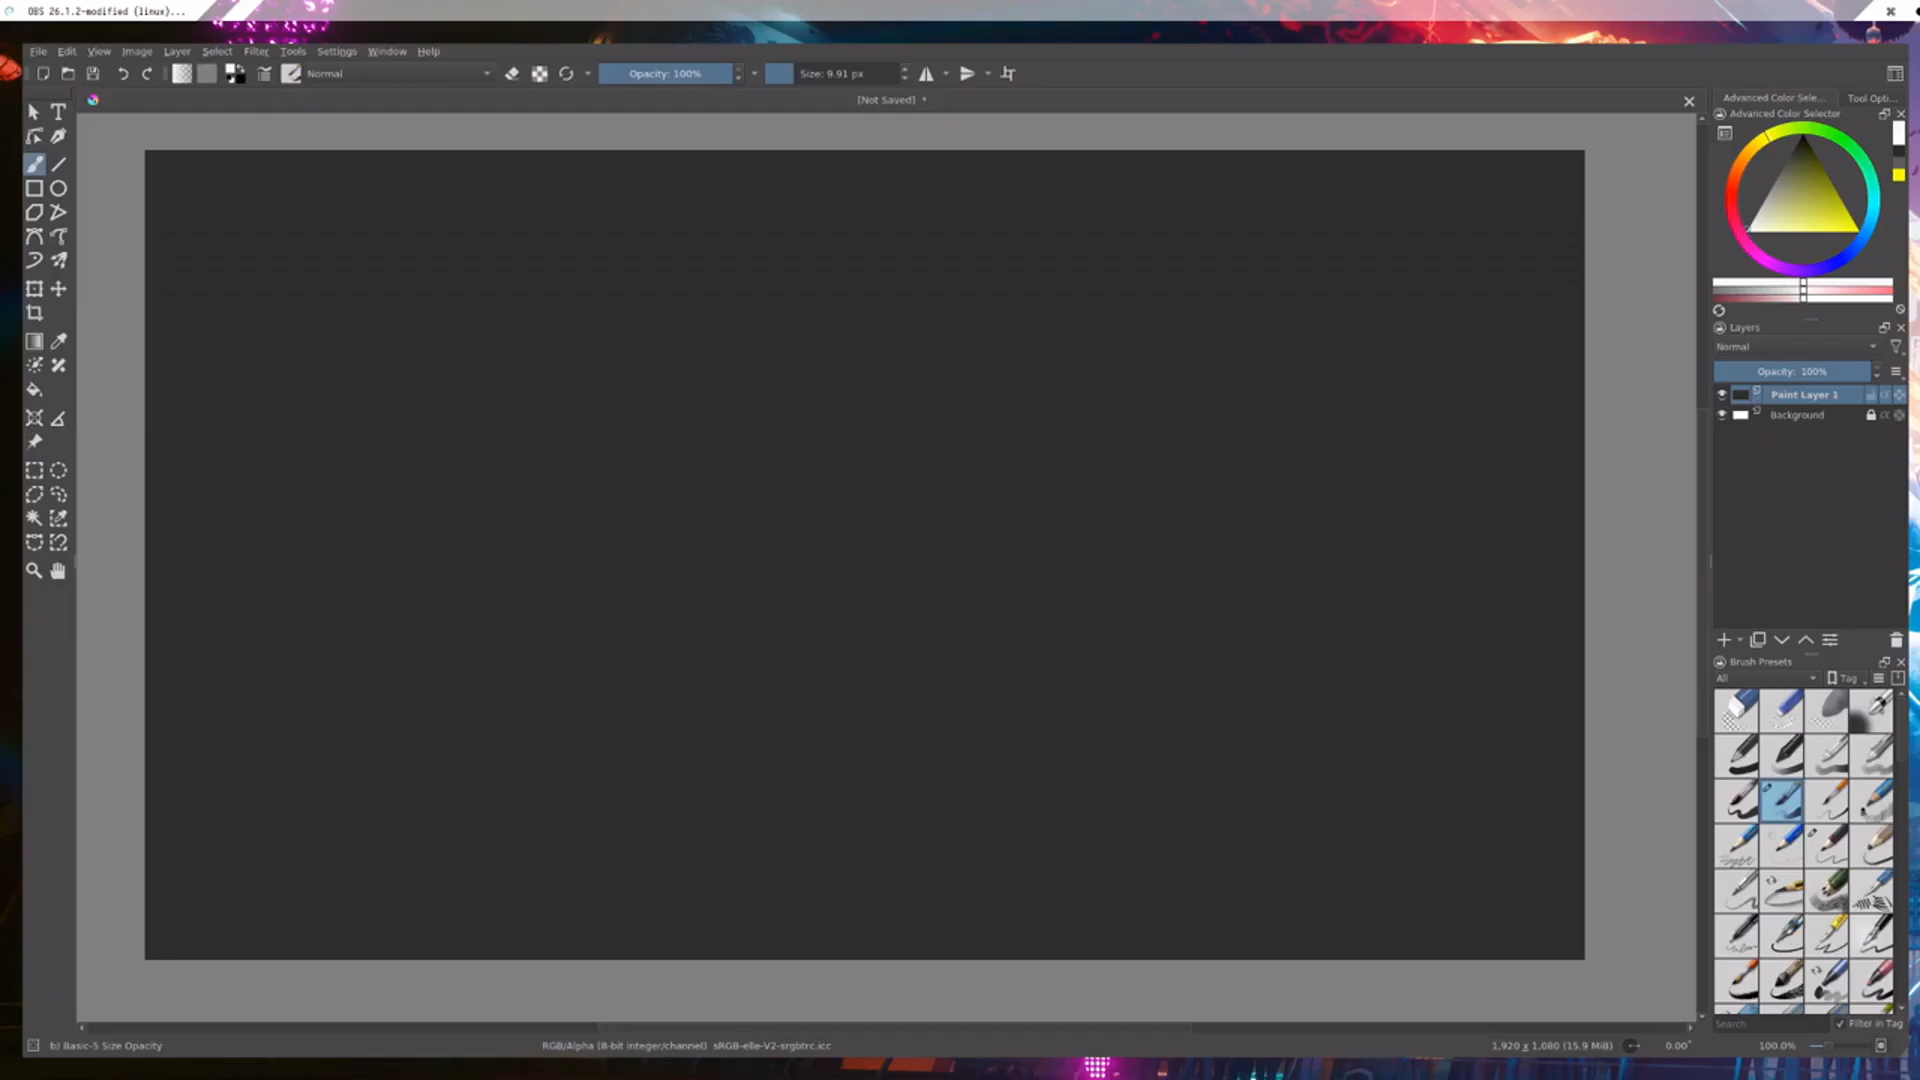 OBS 26.1.2-modified (linux)...
File Edit View Image Layer Select Filter Tools Settings Window Help
Normal Opacity: 100% Size: 9.91 px
[Not Saved] *
Advanced Color Sele... Tool Opti...
Advanced Color Selector
Layers
Normal
Opacity: 100%
Paint Layer 1
Background
Brush Presets
All Tag
Search Filter in Tag
b) Basic-5 Size Opacity RGB/Alpha (8-bit integer/channel) sRGB-elle-V2-srgbtrc.icc 1,920 x 1,080 (15.9 MiB) 0.00° 100.0%